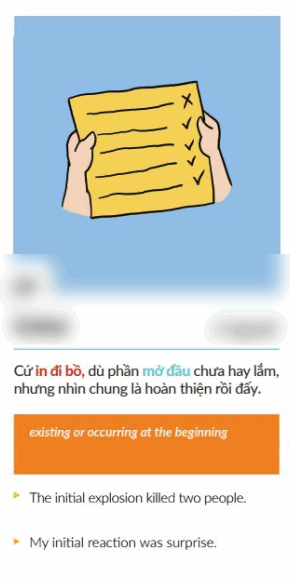 Cứ in đi bồ, dù phần mở đầu chưa hay lắm,
nhưng nhìn chung là hoàn thiện rồi đấy.
existing or occurring at the beginning
The initial explosion killed two people.
My initial reaction was surprise.